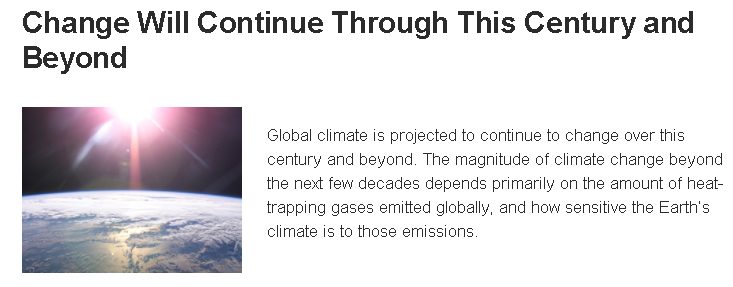 Change Will Continue Through This Century and
Beyond
Global climate is projected to continue to change over this
century and beyond. The magnitude of climate change beyond
the next few decades depends primarily on the amount of heat-
trapping gases emitted globally, and how sensitive the Earth's
climate is to those emissions.